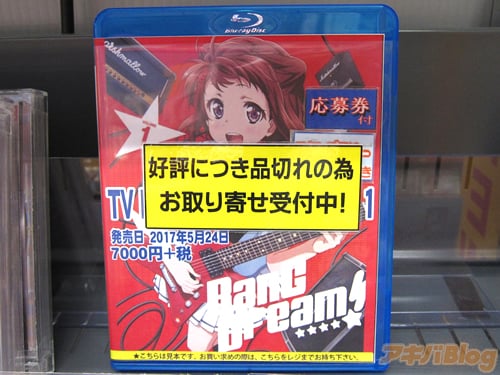 Blu-ray Disc
1
応募券
付
好評につき品切れの為
お取り寄せ受付中!
TV
1
発売日 2017年5月24日
7000円+税
BanG
Dream!
★★★★★
★こちらは見本です。お買い求めの際は、こちらをレジまでお持ち下さい。
アキバBlog